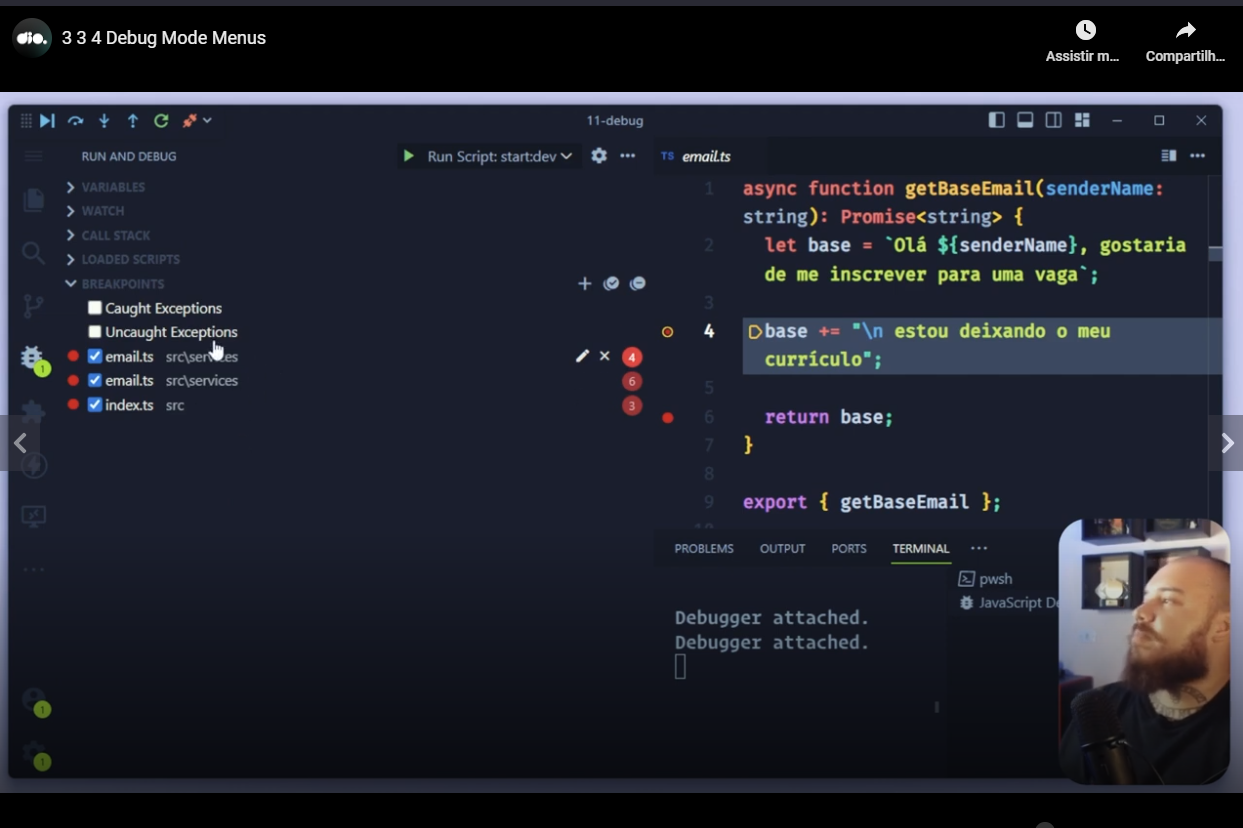 dio.
3 3 4 Debug Mode Menus
Assistir m...
Compartilh...
11-debug
RUN AND DEBUG
Run Script: start:dev
VARIABLES
WATCH
CALL STACK
LOADED SCRIPTS
BREAKPOINTS
Caught Exceptions
Uncaught Exceptions
email.ts src\services 4
email.ts src\services 6
index.ts src 3
1
1
1
TS email.ts
1 async function getBaseEmail(senderName:
string): Promise<string> {
2 let base = `Olá ${senderName}, gostaria
de me inscrever para uma vaga`;
3
4 base += "\n estou deixando o meu
currículo";
5
6 return base;
7 }
8
9 export { getBaseEmail };
10
PROBLEMS OUTPUT PORTS TERMINAL ...
pwsh
JavaScript De
Debugger attached.
Debugger attached.